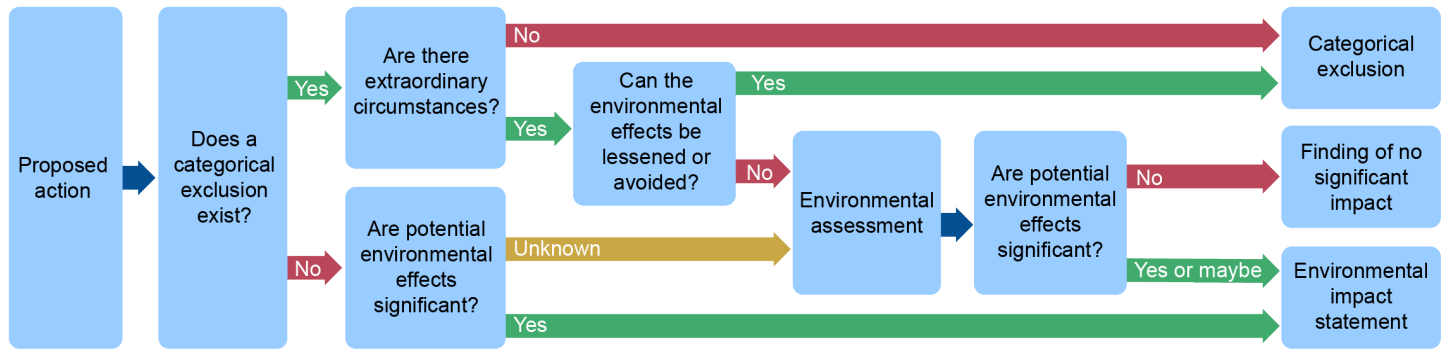 Proposed
action
Does a
categorical
exclusion
exist?
Yes
No
Are there
extraordinary
circumstances?
No
Yes
Can the
environmental
effects be
lessened or
avoided?
Yes
No
Are potential
environmental
effects
significant?
Unknown
Yes
Environmental
assessment
Are potential
environmental
effects
significant?
No
Yes or maybe
Categorical
exclusion
Finding of no
significant
impact
Environmental
impact
statement